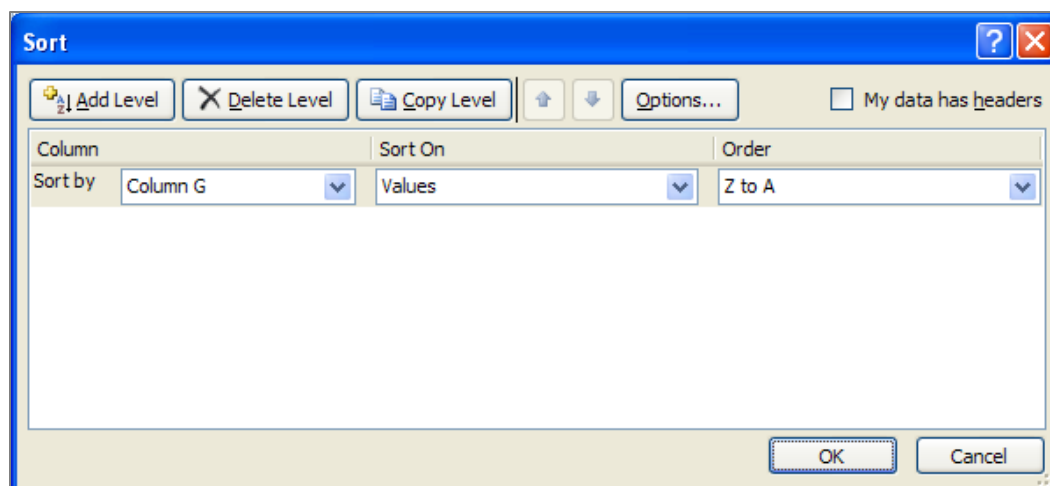 Sort
Add Level Delete Level Copy Level Options... My data has headers
Column Sort On Order
Sort by Column G Values Z to A
OK Cancel